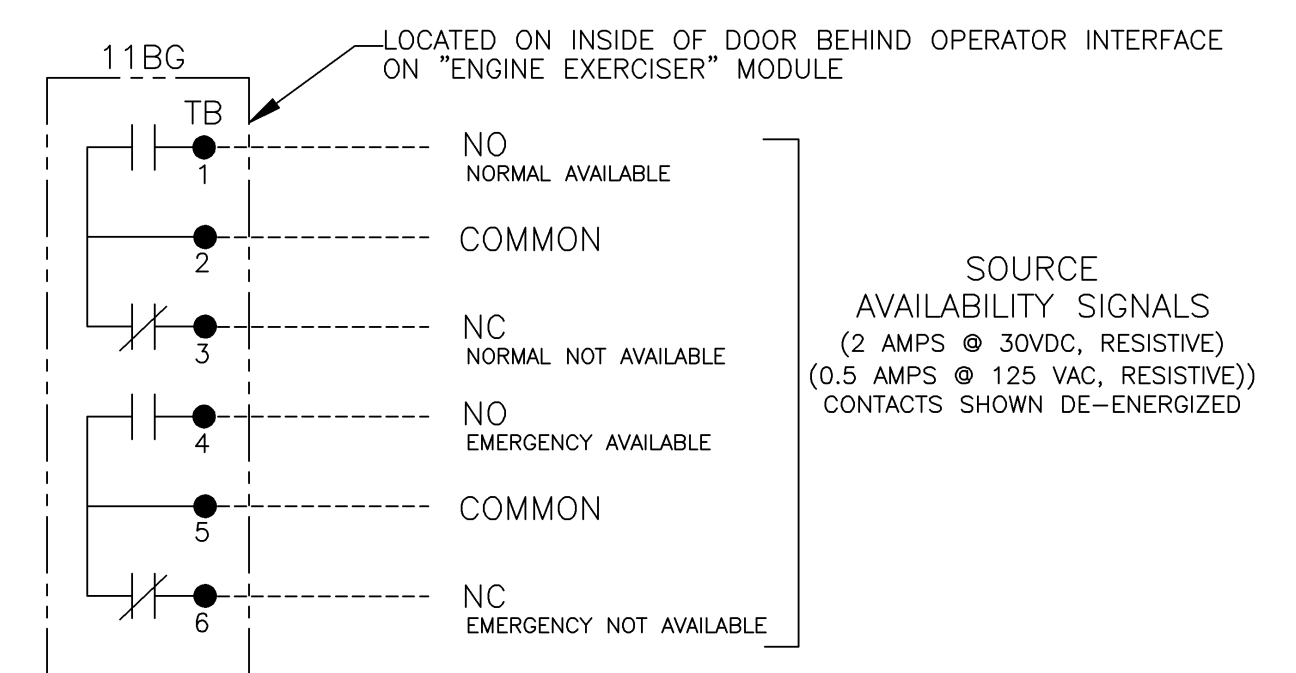 11BG
LOCATED ON INSIDE OF DOOR BEHIND OPERATOR INTERFACE
ON "ENGINE EXERCISER" MODULE
TB
1
NO
NORMAL AVAILABLE
2
COMMON
3
NC
NORMAL NOT AVAILABLE
4
NO
EMERGENCY AVAILABLE
5
COMMON
6
NC
EMERGENCY NOT AVAILABLE
SOURCE
AVAILABILITY SIGNALS
(2 AMPS @ 30VDC, RESISTIVE)
(0.5 AMPS @ 125 VAC, RESISTIVE))
CONTACTS SHOWN DE-ENERGIZED